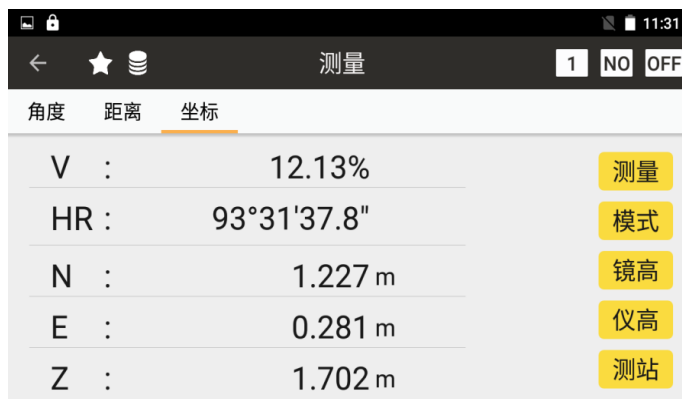 11:31
测量 1 NO OFF
角度 距离 坐标
V : 12.13% 测量
HR : 93°31'37.8" 模式
N : 1.227 m 镜高
E : 0.281 m 仪高
Z : 1.702 m 测站